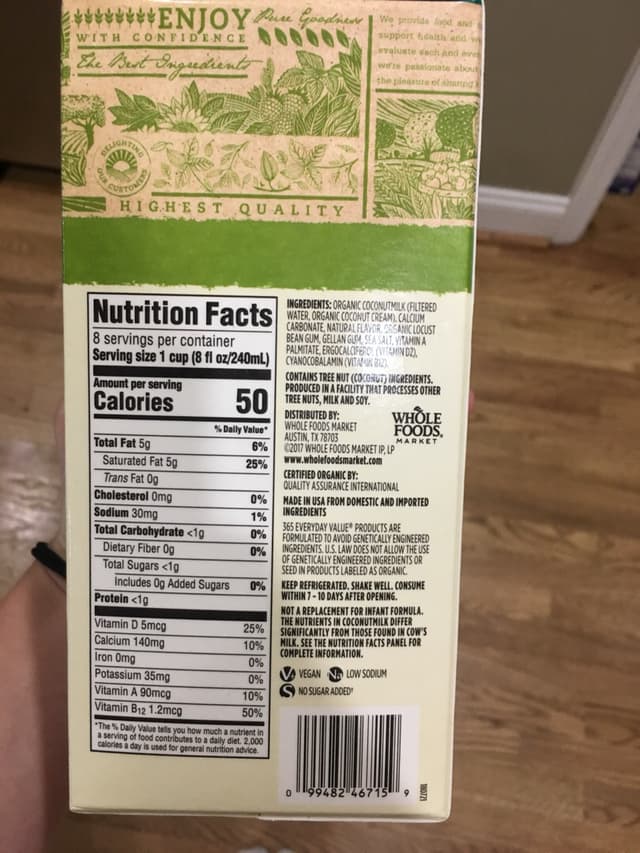 ENJOY Pure Goodness
WITH CONFIDENCE
The Best Ingredients
We provide food and
support health and
evaluate each and eve
we're passionate about
the pleasure of sharing
DELIGHTING OUR CUSTOMERS
HIGHEST QUALITY
Nutrition Facts
8 servings per container
Serving size 1 cup (8 fl oz/240mL)
Amount per serving
Calories 50
% Daily Value*
Total Fat 5g 6%
Saturated Fat 5g 25%
Trans Fat 0g
Cholesterol 0mg 0%
Sodium 30mg 1%
Total Carbohydrate <1g 0%
Dietary Fiber 0g 0%
Total Sugars <1g
Includes 0g Added Sugars 0%
Protein <1g
Vitamin D 5mcg 25%
Calcium 140mg 10%
Iron 0mg 0%
Potassium 35mg 0%
Vitamin A 90mcg 10%
Vitamin B12 1.2mcg 50%
*The % Daily Value tells you how much a nutrient in
a serving of food contributes to a daily diet. 2,000
calories a day is used for general nutrition advice.
INGREDIENTS: ORGANIC COCONUTMILK (FILTERED
WATER, ORGANIC COCONUT CREAM), CALCIUM
CARBONATE, NATURAL FLAVOR, ORGANIC LOCUST
BEAN GUM, GELLAN GUM, SEA SALT, VITAMIN A
PALMITATE, ERGOCALCIFEROL (VITAMIN D2),
CYANOCOBALAMIN (VITAMIN B12).
CONTAINS TREE NUT (COCONUT) INGREDIENTS.
PRODUCED IN A FACILITY THAT PROCESSES OTHER
TREE NUTS, MILK AND SOY.
DISTRIBUTED BY:
WHOLE FOODS MARKET
AUSTIN, TX 78703
©2017 WHOLE FOODS MARKET IP, LP
www.wholefoodsmarket.com
WHOLE
FOODS
MARKET
CERTIFIED ORGANIC BY:
QUALITY ASSURANCE INTERNATIONAL
MADE IN USA FROM DOMESTIC AND IMPORTED
INGREDIENTS
365 EVERYDAY VALUE® PRODUCTS ARE
FORMULATED TO AVOID GENETICALLY ENGINEERED
INGREDIENTS. U.S. LAW DOES NOT ALLOW THE USE
OF GENETICALLY ENGINEERED INGREDIENTS OR
SEED IN PRODUCTS LABELED AS ORGANIC.
KEEP REFRIGERATED. SHAKE WELL. CONSUME
WITHIN 7 - 10 DAYS AFTER OPENING.
NOT A REPLACEMENT FOR INFANT FORMULA.
THE NUTRIENTS IN COCONUTMILK DIFFER
SIGNIFICANTLY FROM THOSE FOUND IN COW'S
MILK. SEE THE NUTRITION FACTS PANEL FOR
COMPLETE INFORMATION.
V VEGAN Na LOW SODIUM
S NO SUGAR ADDED†
0 99482 46715 9